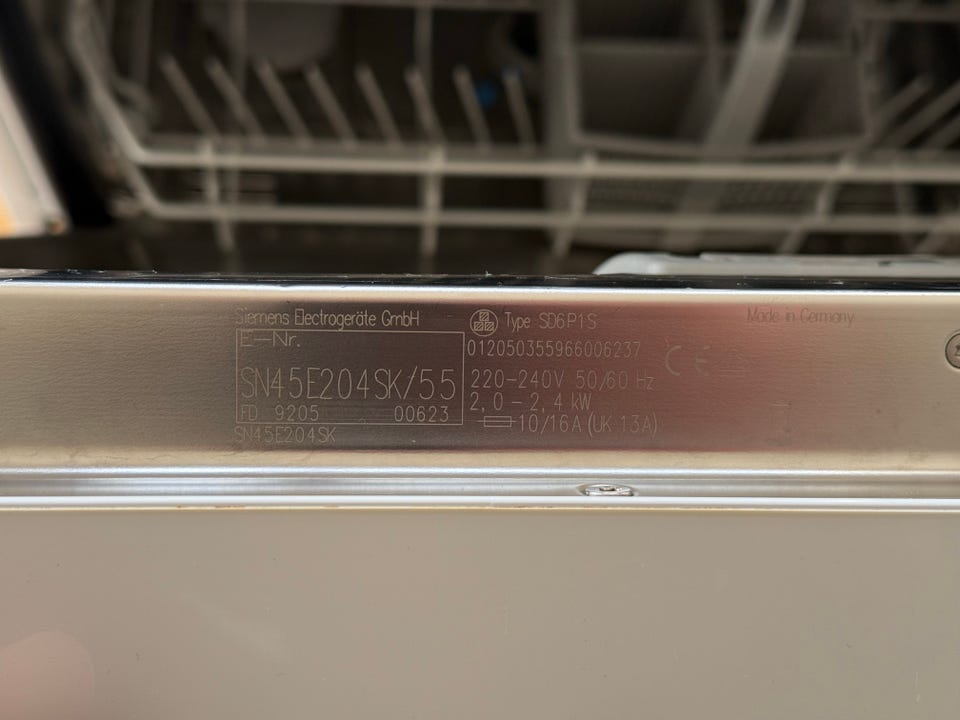 Siemens Electrogeräte GmbH
E-Nr.
SN45E204SK/55
FD 9205 00623
SN45E204SK
Type SD6P1S
012050355966006237
220-240V 50/60 Hz
2,0 - 2,4 kW
10/16A (UK 13A)
CE
Made in Germany